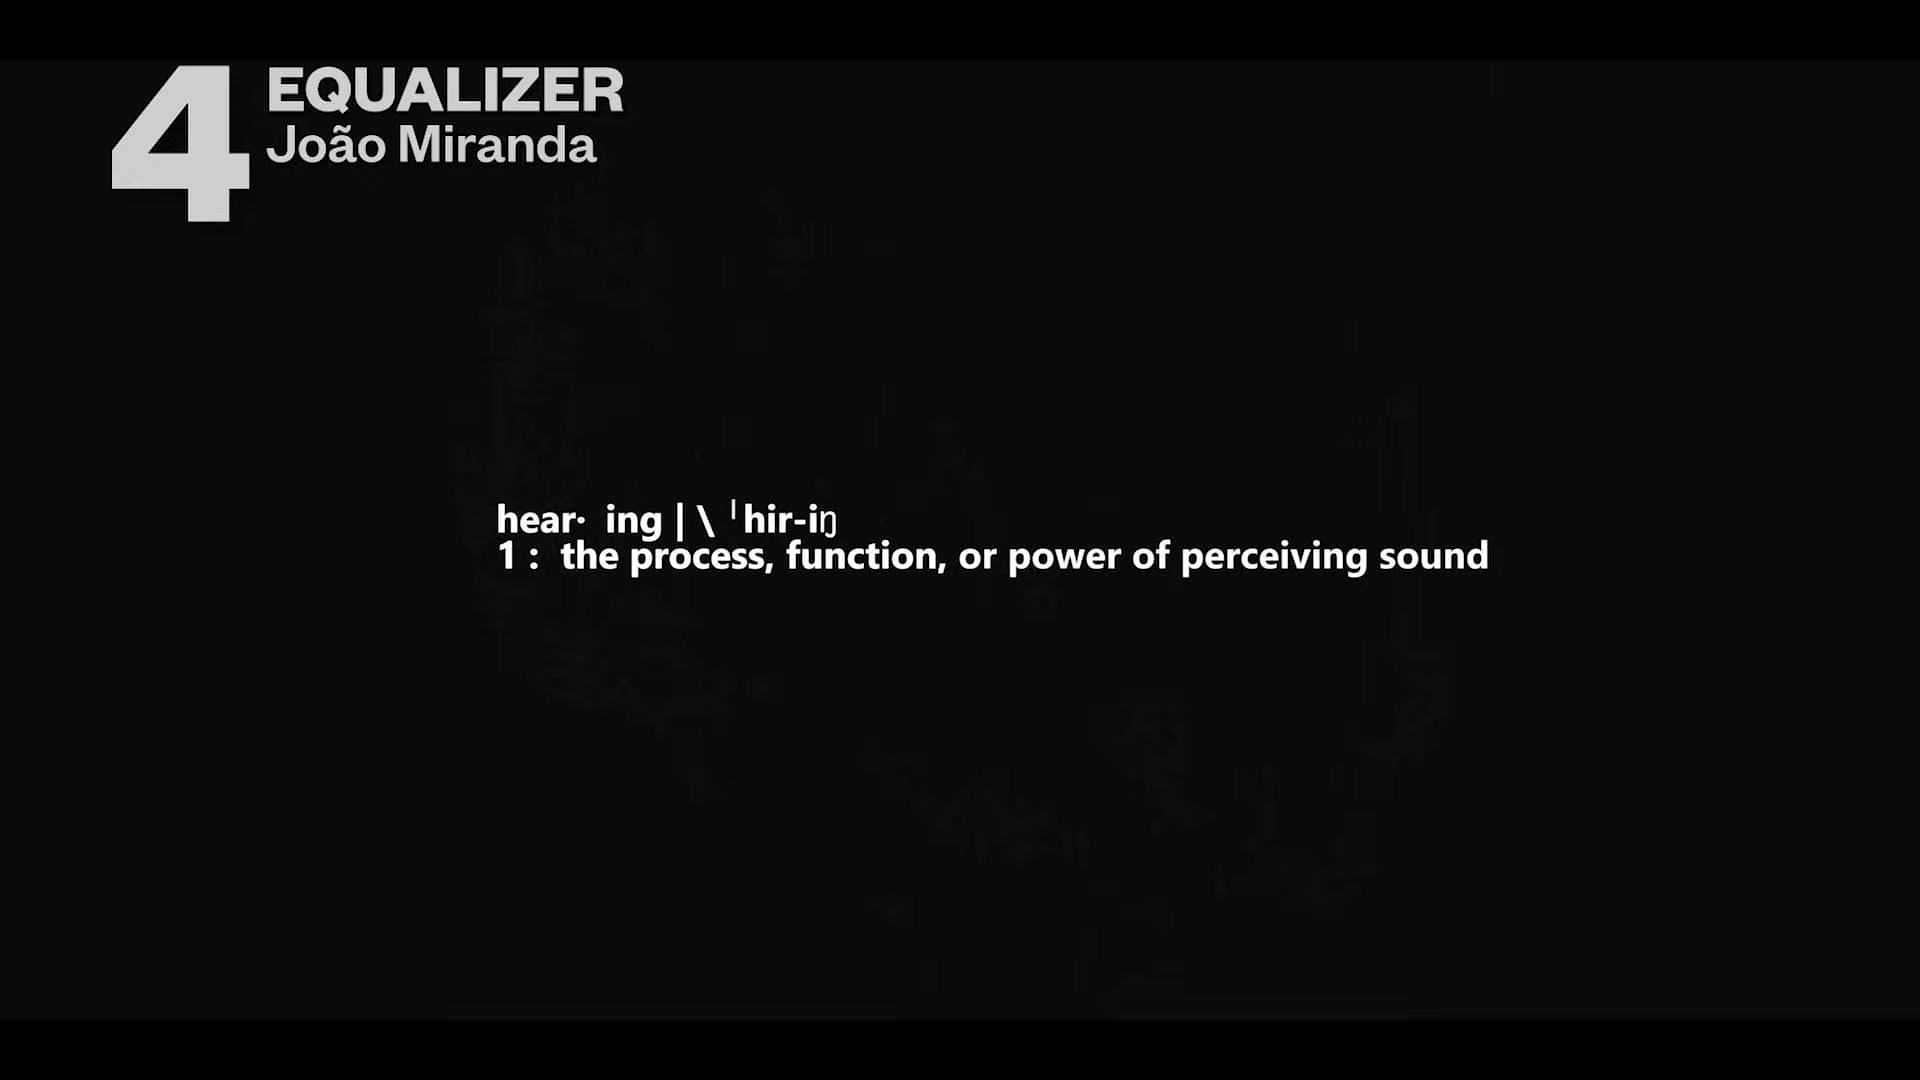 4
EQUALIZER
João Miranda
hear· ing | \ ˈhir-iŋ
1 : the process, function, or power of perceiving sound